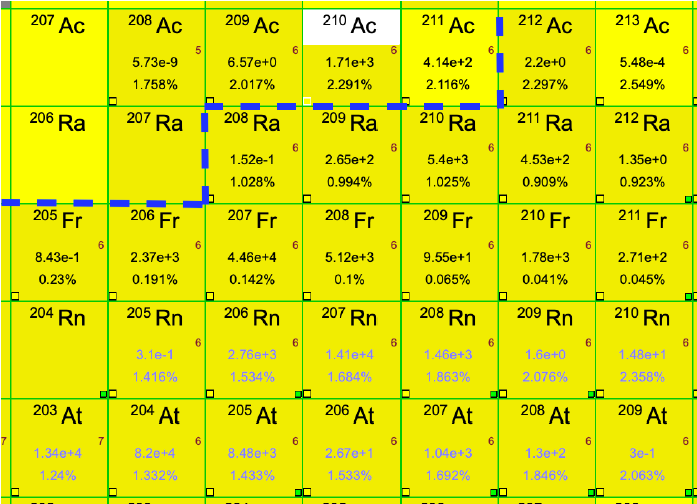 207 Ac
208 Ac
5
5.73e-9
1.758%
209 Ac
6
6.57e+0
2.017%
210 Ac
6
1.71e+3
2.291%
211 Ac
6
4.14e+2
2.116%
212 Ac
6
2.2e+0
2.297%
213 Ac
6
5.48e-4
2.549%
206 Ra
207 Ra
208 Ra
6
1.52e-1
1.028%
209 Ra
6
2.65e+2
0.994%
210 Ra
6
5.4e+3
1.025%
211 Ra
6
4.53e+2
0.909%
212 Ra
6
1.35e+0
0.923%
205 Fr
6
8.43e-1
0.23%
206 Fr
6
2.37e+3
0.191%
207 Fr
6
4.46e+4
0.142%
208 Fr
6
5.12e+3
0.1%
209 Fr
6
9.55e+1
0.065%
210 Fr
6
1.78e+3
0.041%
211 Fr
6
2.71e+2
0.045%
204 Rn
205 Rn
6
3.1e-1
1.416%
206 Rn
6
2.76e+3
1.534%
207 Rn
6
1.41e+4
1.684%
208 Rn
6
1.46e+3
1.863%
209 Rn
6
1.6e+0
2.076%
210 Rn
6
1.48e+1
2.358%
7
203 At
7
1.34e+4
1.24%
204 At
6
8.2e+4
1.332%
205 At
6
8.48e+3
1.433%
206 At
6
2.67e+1
1.533%
207 At
6
1.04e+3
1.692%
208 At
6
1.3e+2
1.846%
209 At
6
3e-1
2.063%